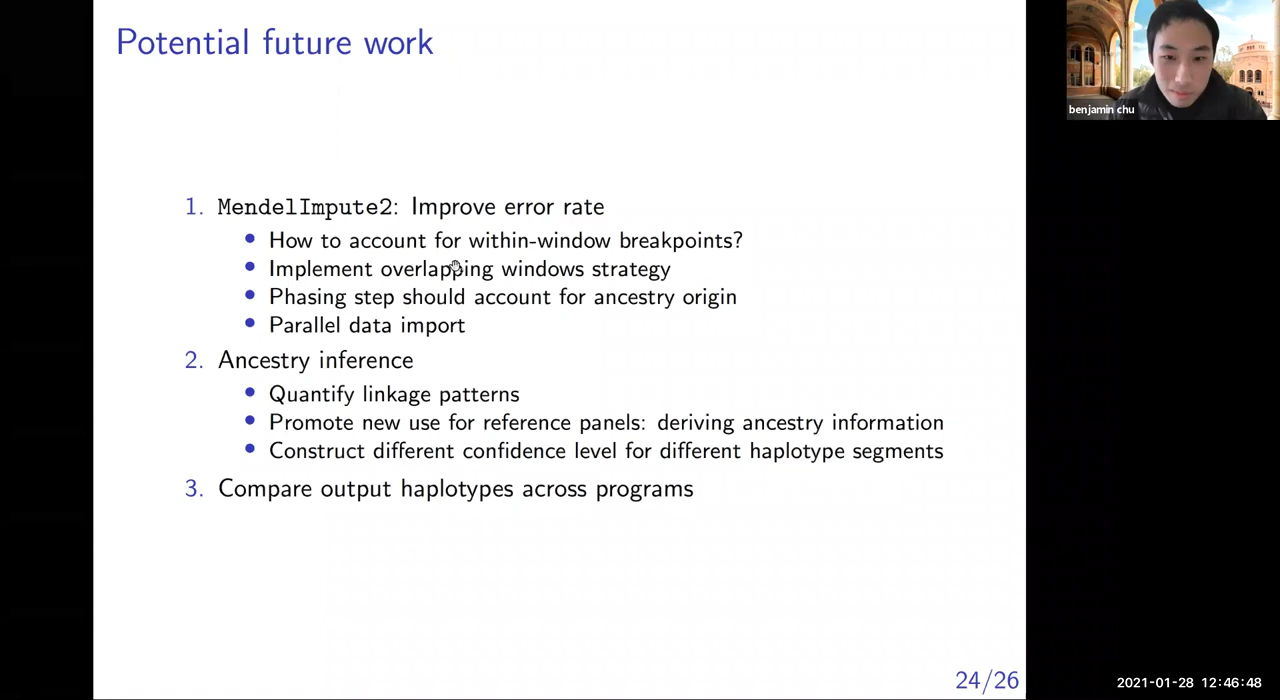 Potential future work
1. MendelImpute2: Improve error rate
• How to account for within-window breakpoints?
• Implement overlapping windows strategy
• Phasing step should account for ancestry origin
• Parallel data import
2. Ancestry inference
• Quantify linkage patterns
• Promote new use for reference panels: deriving ancestry information
• Construct different confidence level for different haplotype segments
3. Compare output haplotypes across programs
24/26
benjamin chu
2021-01-28 12:46:48